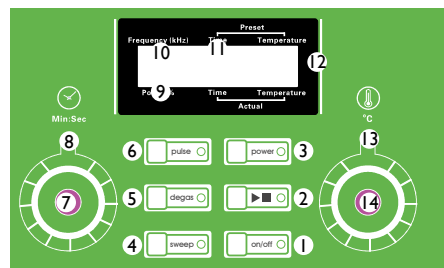 Preset
Frequency (kHz) Time Temperature
10 11
12
9
Po % Time Temperature
Actual
Min:Sec
°C
8
13
6 pulse power 3
7
14
5 degas 2
4 sweep on/off 1